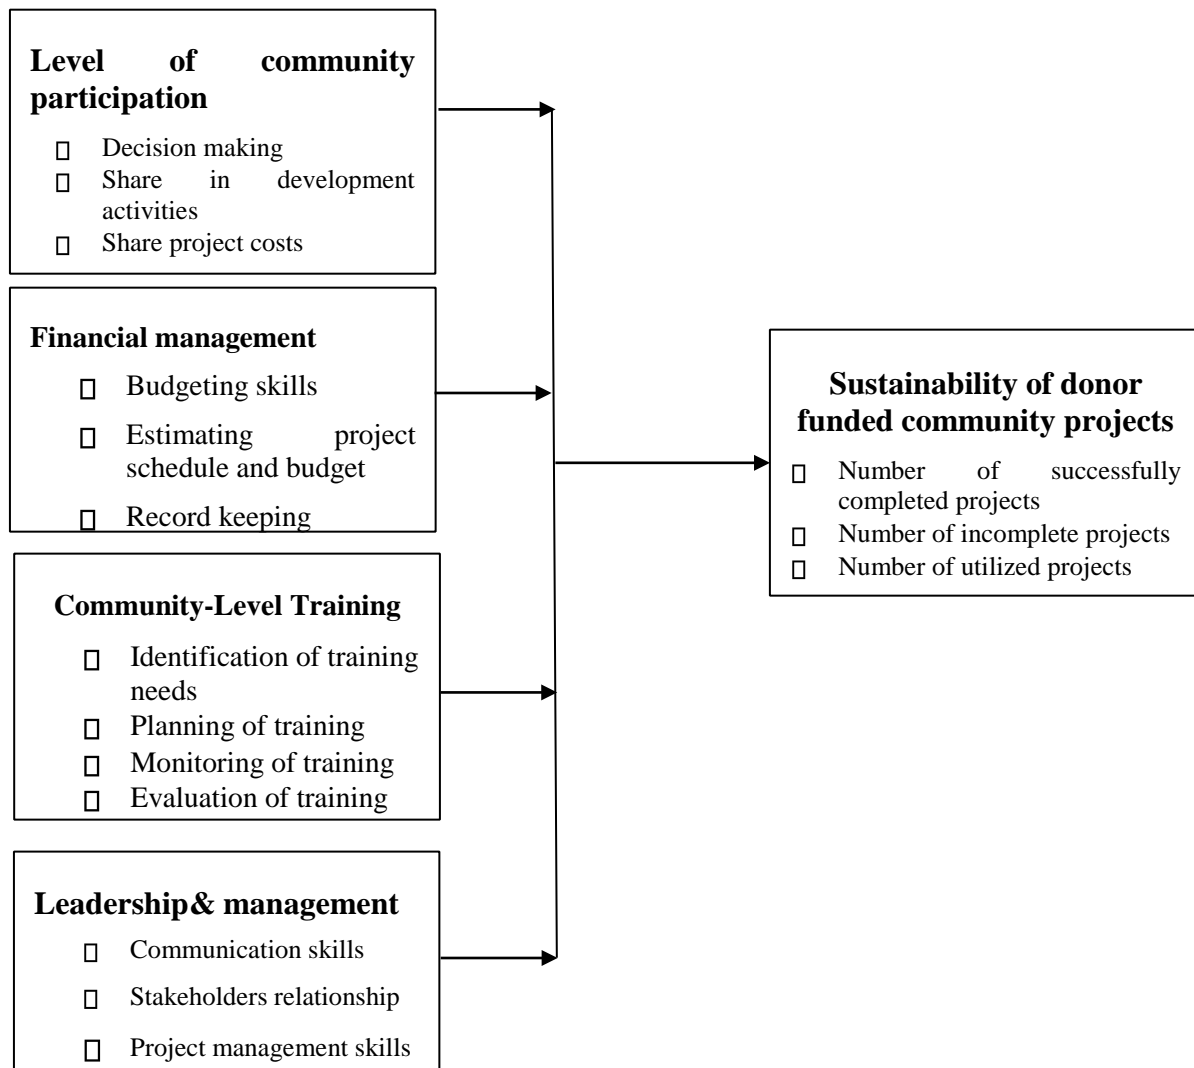 Level of community
participation
Decision making
Share in development
activities
Share project costs
Financial management
Budgeting skills
Estimating project
schedule and budget
Record keeping
Community-Level Training
Identification of training
needs
Planning of training
Monitoring of training
Evaluation of training
Leadership& management
Communication skills
Stakeholders relationship
Project management skills
Sustainability of donor
funded community projects
Number of successfully
completed projects
Number of incomplete projects
Number of utilized projects